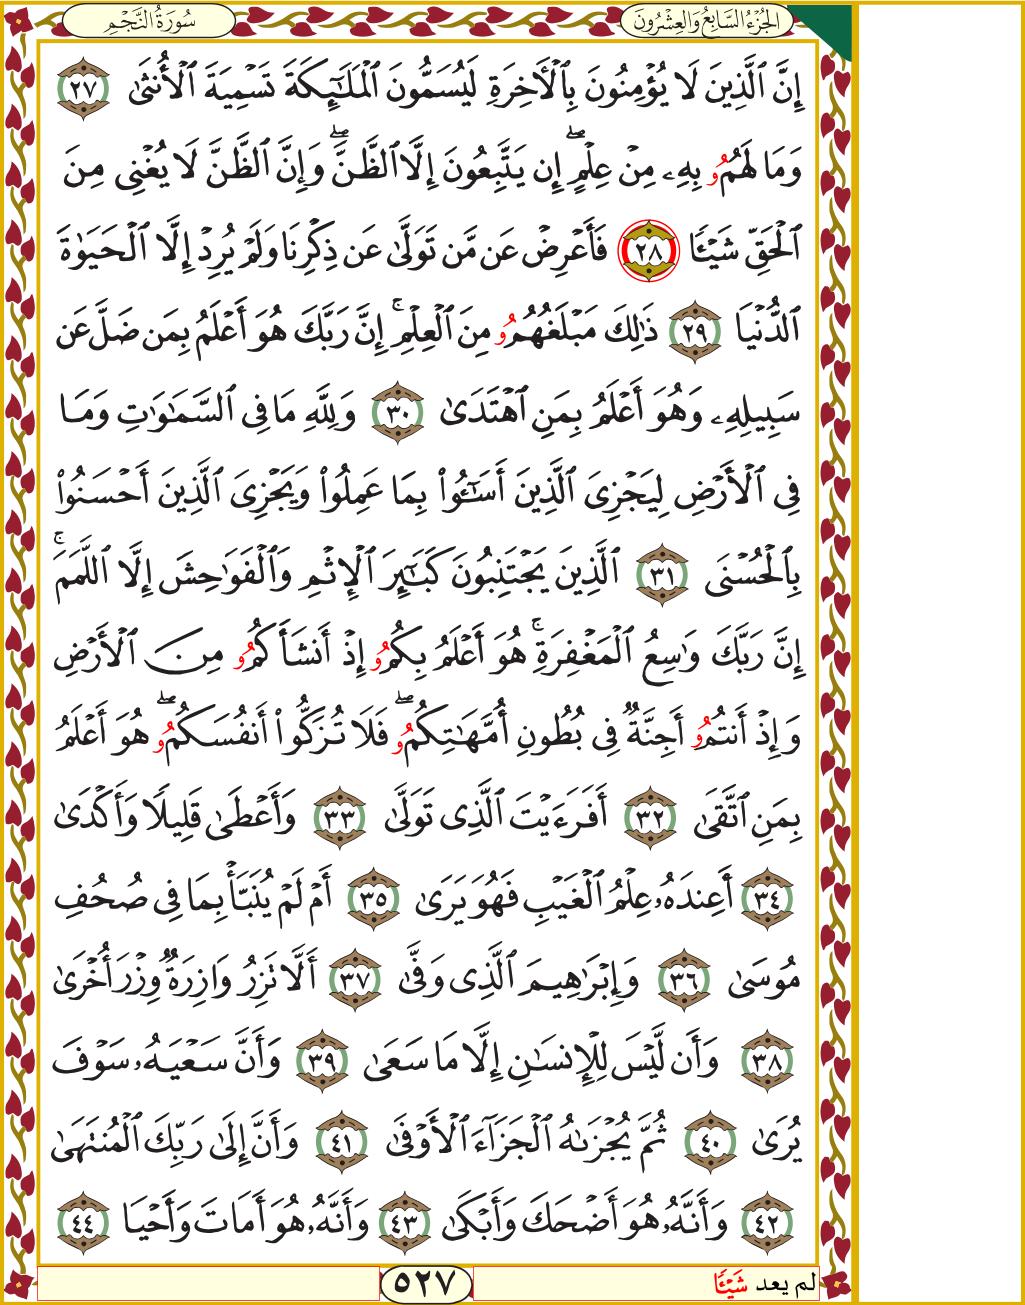 الجُزْءُ السَّابِعُ وَالعِشْرُونَ
سُورَةُ النَّجْمِ
إِنَّ ٱلَّذِينَ لَا يُؤْمِنُونَ بِٱلْأَخِرَةِ لَيُسَمُّونَ ٱلْمَلَٰٓئِكَةَ تَسْمِيَةَ ٱلْأُنثَىٰ ٢٧
وَمَا لَهُمُو بِهِۦ مِنْ عِلْمٍۖ إِن يَتَّبِعُونَ إِلَّا ٱلظَّنَّۖ وَإِنَّ ٱلظَّنَّ لَا يُغْنِى مِنَ
ٱلْحَقِّ شَيْـًٔا ٢٨ فَأَعْرِضْ عَن مَّن تَوَلَّىٰ عَن ذِكْرِنَا وَلَمْ يُرِدْ إِلَّا ٱلْحَيَوٰةَ
ٱلدُّنْيَا ٢٩ ذَٰلِكَ مَبْلَغُهُمُو مِنَ ٱلْعِلْمِۚ إِنَّ رَبَّكَ هُوَ أَعْلَمُ بِمَن ضَلَّ عَن
سَبِيلِهِۦ وَهُوَ أَعْلَمُ بِمَنِ ٱهْتَدَىٰ ٣٠ وَلِلَّهِ مَا فِى ٱلسَّمَٰوَٰتِ وَمَا
فِى ٱلْأَرْضِ لِيَجْزِىَ ٱلَّذِينَ أَسَٰٓـُٔوا۟ بِمَا عَمِلُوا۟ وَيَجْزِىَ ٱلَّذِينَ أَحْسَنُوا۟
بِٱلْحُسْنَى ٣١ ٱلَّذِينَ يَجْتَنِبُونَ كَبَٰٓئِرَ ٱلْإِثْمِ وَٱلْفَوَٰحِشَ إِلَّا ٱللَّمَمَۚ
إِنَّ رَبَّكَ وَٰسِعُ ٱلْمَغْفِرَةِۚ هُوَ أَعْلَمُ بِكُمُو إِذْ أَنشَأَكُمُو مِنَ ٱلْأَرْضِ
وَإِذْ أَنتُمُو أَجِنَّةٌ فِى بُطُونِ أُمَّهَٰتِكُمُوۖ فَلَا تُزَكُّوٓا۟ أَنفُسَكُمُوۖ هُوَ أَعْلَمُ
بِمَنِ ٱتَّقَىٰ ٣٢ أَفَرَءَيْتَ ٱلَّذِى تَوَلَّىٰ ٣٣ وَأَعْطَىٰ قَلِيلًا وَأَكْدَىٰ
٣٤ أَعِندَهُۥ عِلْمُ ٱلْغَيْبِ فَهُوَ يَرَىٰ ٣٥ أَمْ لَمْ يُنَبَّأْ بِمَا فِى صُحُفِ
مُوسَىٰ ٣٦ وَإِبْرَٰهِيمَ ٱلَّذِى وَفَّىٰ ٣٧ أَلَّا تَزِرُ وَازِرَةٌ وِزْرَ أُخْرَىٰ
٣٨ وَأَن لَّيْسَ لِلْإِنسَٰنِ إِلَّا مَا سَعَىٰ ٣٩ وَأَنَّ سَعْيَهُۥ سَوْفَ
يُرَىٰ ٤٠ ثُمَّ يُجْزَىٰهُ ٱلْجَزَآءَ ٱلْأَوْفَىٰ ٤١ وَأَنَّ إِلَىٰ رَبِّكَ ٱلْمُنتَهَىٰ
٤٢ وَأَنَّهُۥ هُوَ أَضْحَكَ وَأَبْكَىٰ ٤٣ وَأَنَّهُۥ هُوَ أَمَاتَ وَأَحْيَا ٤٤
لم يعد شَيْـًٔا
٥٢٧